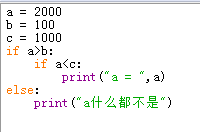 a = 2000
b = 100
c = 1000
if a>b:
    if a<c:
        print("a = ",a)
else:
    print("a什么都不是")